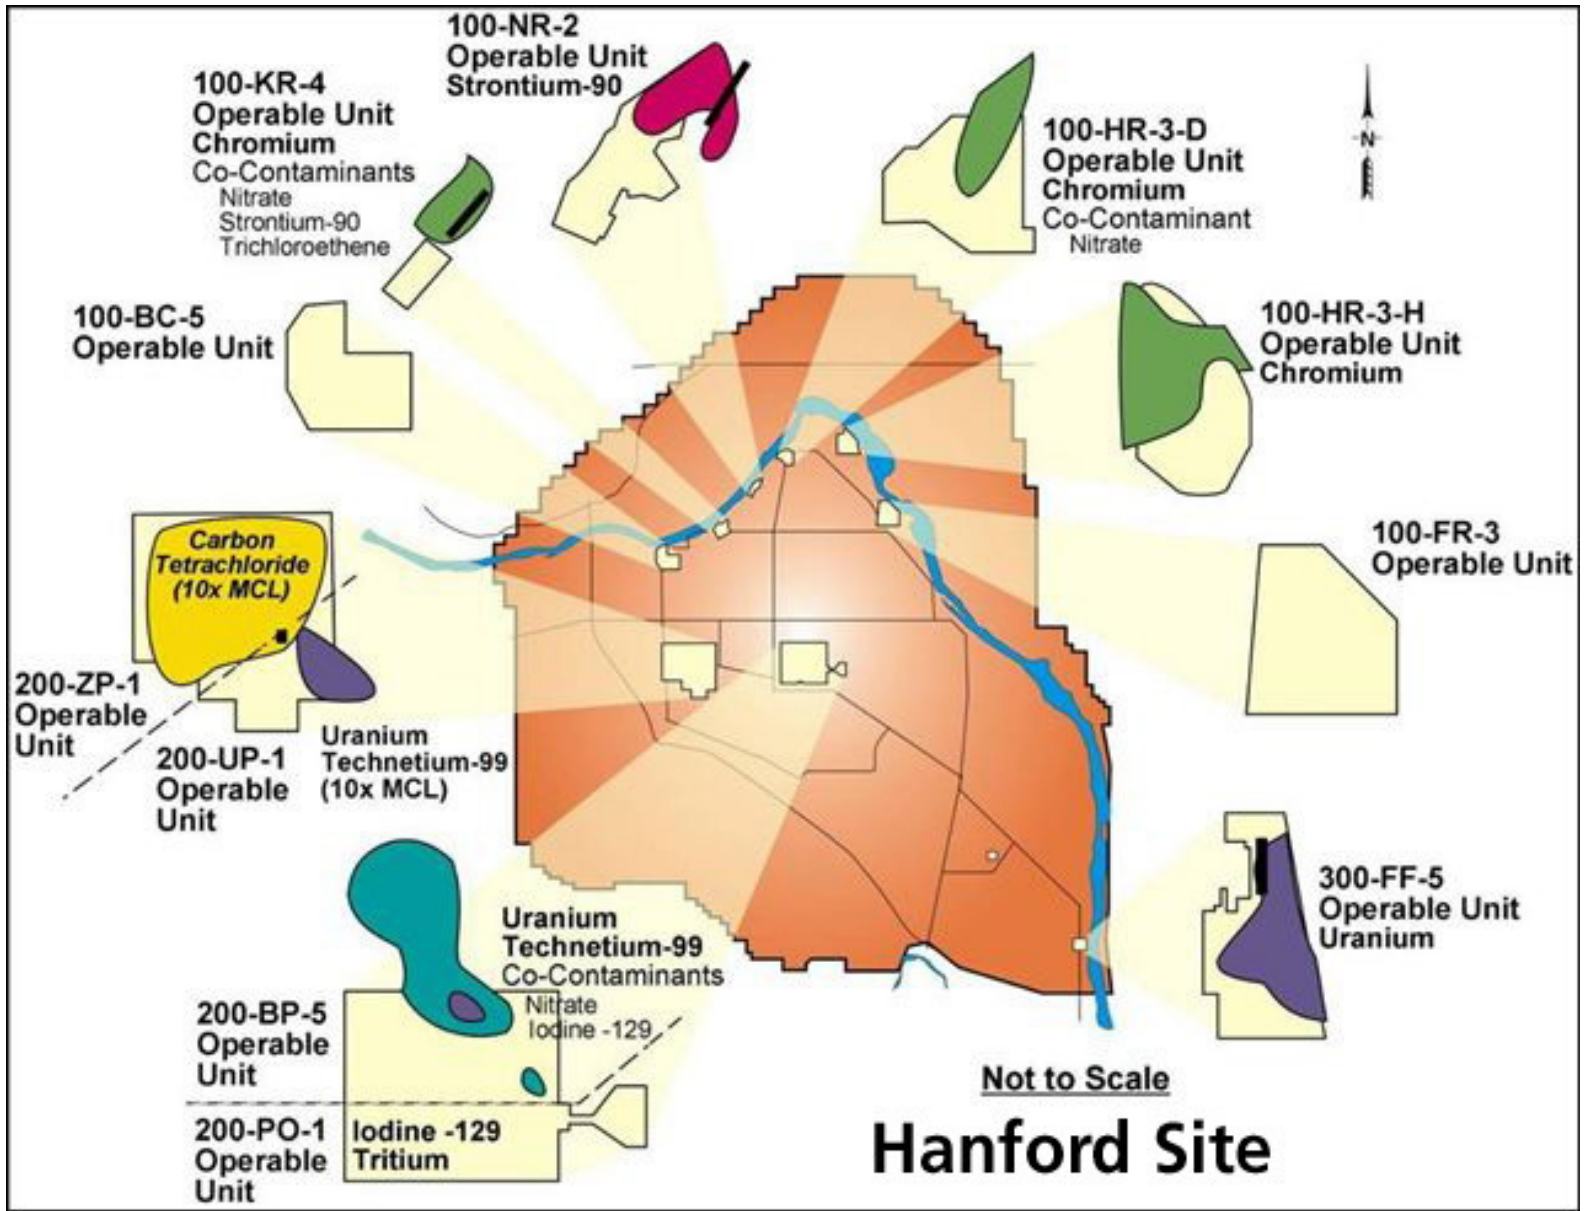 100-NR-2
Operable Unit
Strontium-90
100-KR-4
Operable Unit
Chromium
Co-Contaminants
Nitrate
Strontium-90
Trichloroethene
100-HR-3-D
Operable Unit
Chromium
Co-Contaminant
Nitrate
N
100-BC-5
Operable Unit
100-HR-3-H
Operable Unit
Chromium
Carbon
Tetrachloride
(10x MCL)
100-FR-3
Operable Unit
200-ZP-1
Operable
Unit
200-UP-1
Operable
Unit
Uranium
Technetium-99
(10x MCL)
300-FF-5
Operable Unit
Uranium
Uranium
Technetium-99
Co-Contaminants
Nitrate
Iodine -129
200-BP-5
Operable
Unit
200-PO-1
Operable
Unit
Iodine -129
Tritium
Not to Scale
Hanford Site